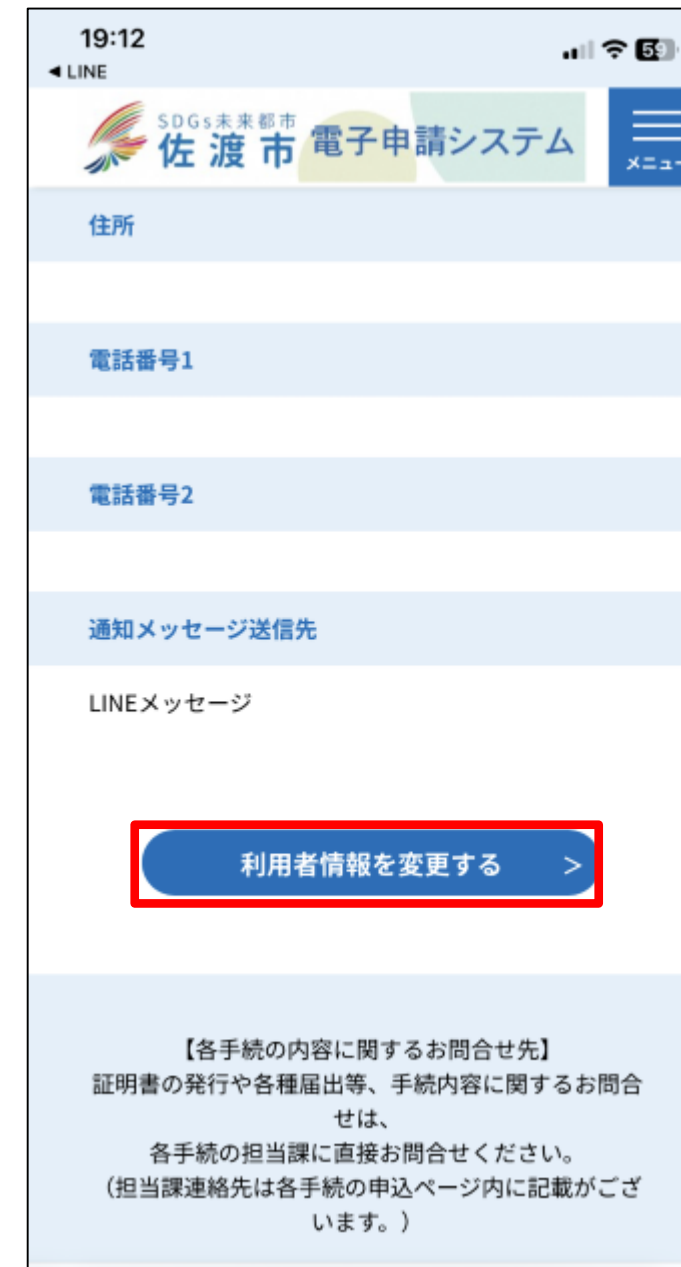 19:12
59
◀ LINE
SDGs未来都市
佐渡市 電子申請システム
メニュー
住所
電話番号1
電話番号2
通知メッセージ送信先
LINEメッセージ
利用者情報を変更する >
【各手続の内容に関するお問合せ先】
証明書の発行や各種届出等、手続内容に関するお問合
せは、
各手続の担当課に直接お問合せください。
（担当課連絡先は各手続の申込ページ内に記載がござ
います。）